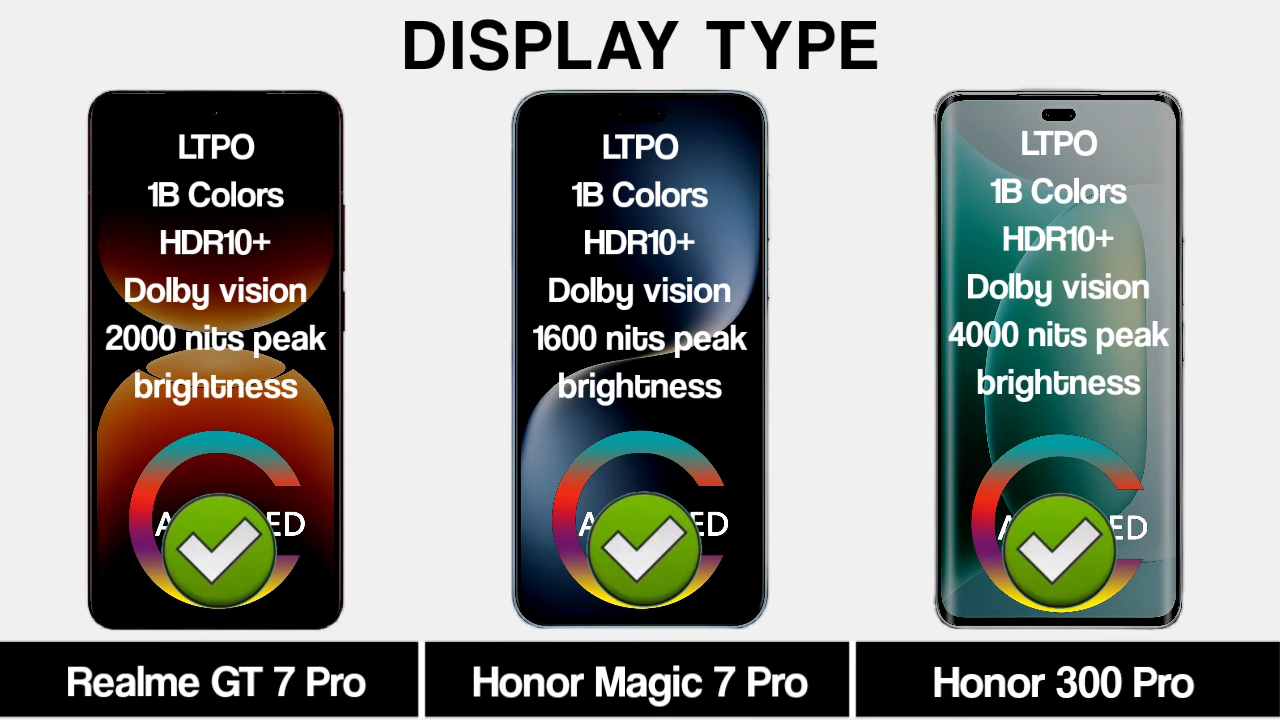 DISPLAY TYPE
LTPO
1B Colors
HDR10+
Dolby vision
2000 nits peak
brightness
LTPO
1B Colors
HDR10+
Dolby vision
1600 nits peak
brightness
LTPO
1B Colors
HDR10+
Dolby vision
4000 nits peak
brightness
Realme GT 7 Pro
Honor Magic 7 Pro
Honor 300 Pro